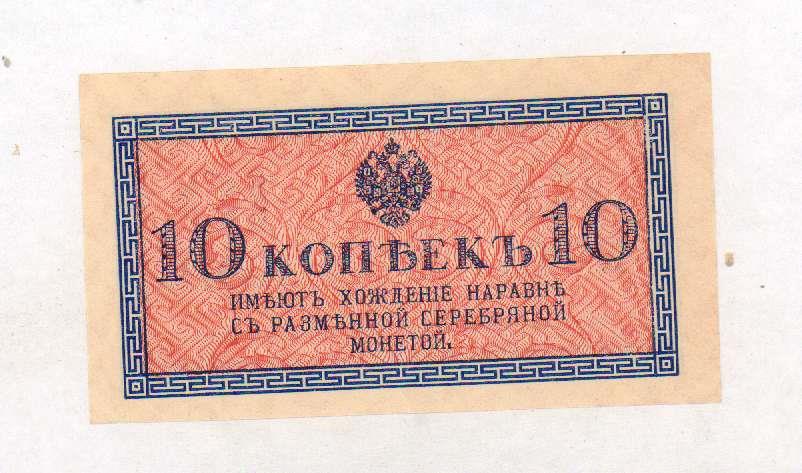 10 КОПѢЕКЪ 10
ИМѢЮТЪ ХОЖДЕНІЕ НАРАВНѢ
СЪ РАЗМѢННОЙ СЕРЕБРЯНОЙ
МОНЕТОЙ.